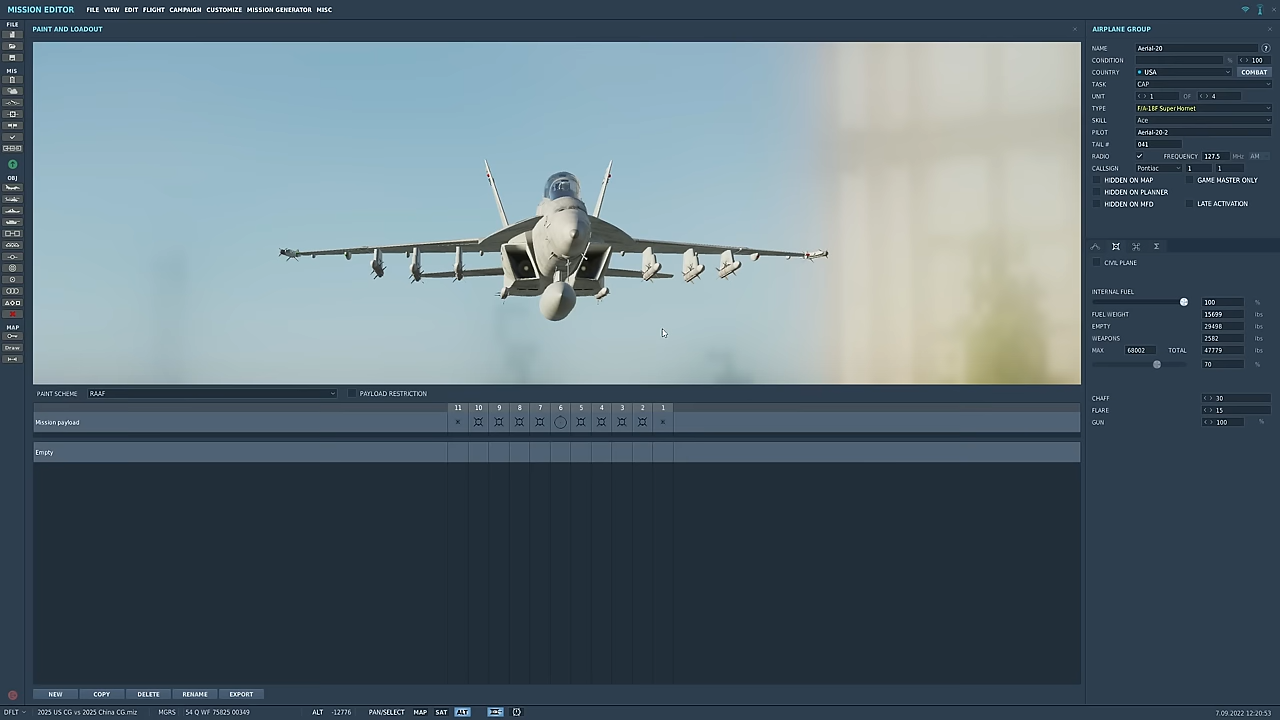 MISSION EDITOR FILE VIEW EDIT FLIGHT CAMPAIGN CUSTOMIZE MISSION GENERATOR MISC
FILE
MIS
OBJ
MAP
Draw
PAINT AND LOADOUT
PAINT SCHEME RAAF PAYLOAD RESTRICTION
11 10 9 8 7 6 5 4 3 2 1
Mission payload
Empty
NEW COPY DELETE RENAME EXPORT
AIRPLANE GROUP
NAME Aerial-20 ?
CONDITION % 100
COUNTRY USA COMBAT
TASK CAP
UNIT 1 OF 4
TYPE F/A-18F Super Hornet
SKILL Ace
PILOT Aerial-20-2
TAIL # 041
RADIO FREQUENCY 127.5 MHz AM
CALLSIGN Pontiac 1 1
HIDDEN ON MAP GAME MASTER ONLY
HIDDEN ON PLANNER
HIDDEN ON MFD LATE ACTIVATION
CIVIL PLANE
INTERNAL FUEL
100 %
FUEL WEIGHT 15699 lbs
EMPTY 29498 lbs
WEAPONS 2582 lbs
MAX 68002 TOTAL 47779 lbs
70 %
CHAFF 30
FLARE 15
GUN 100 %
DFLT 2025 US CG vs 2025 China CG.miz MGRS 54 Q WF 75825 00349 ALT -12776 PAN/SELECT MAP SAT ALT 7.09.2022 12:20:53